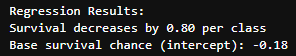 Regression Results:
Survival decreases by 0.80 per class
Base survival chance (intercept): -0.18